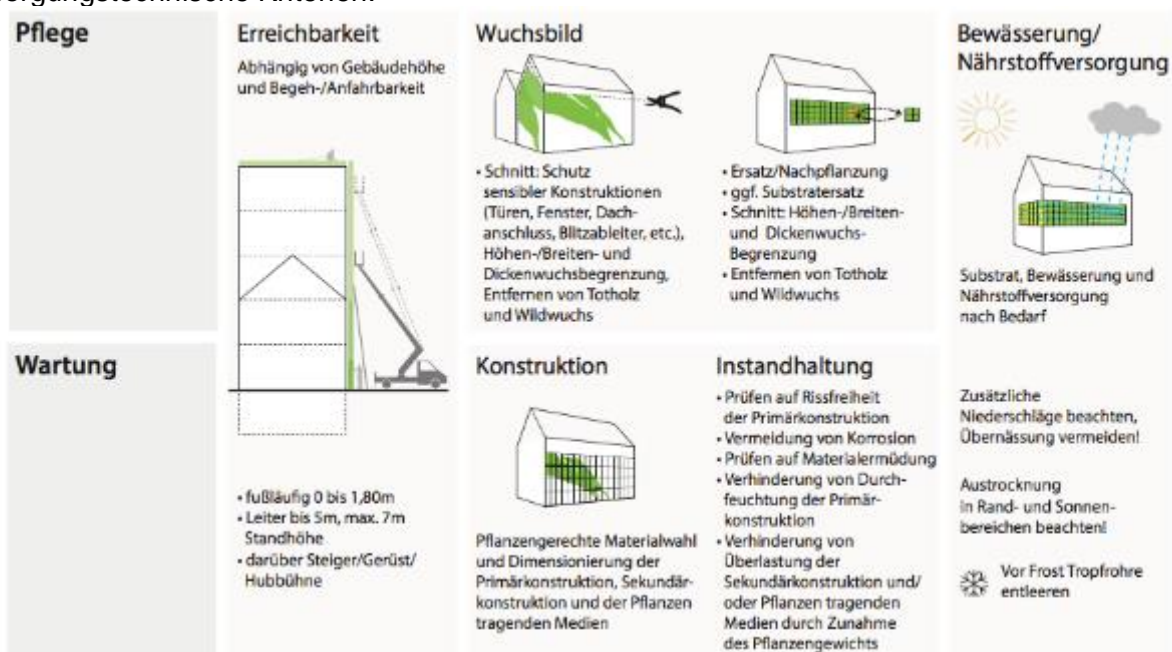 Pflege
Erreichbarkeit
Abhängig von Gebäudehöhe
und Begeh-/Anfahrbarkeit
Wuchsbild
• Schnitt: Schutz
sensibler Konstruktionen
(Türen, Fenster, Dach-
anschluss, Blitzableiter, etc.),
Höhen-/Breiten- und
Dickenwuchsbegrenzung,
Entfernen von Totholz
und Wildwuchs
• Ersatz/Nachpflanzung
• ggf. Substratersatz
• Schnitt: Höhen-/Breiten-
und Dickenwuchs-
Begrenzung
• Entfernen von Totholz
und Wildwuchs
Bewässerung/
Nährstoffversorgung
Substrat, Bewässerung und
Nährstoffversorgung
nach Bedarf
Wartung
• fußläufig 0 bis 1,80m
• Leiter bis 5m, max. 7m
Standhöhe
• darüber Steiger/Gerüst/
Hubbühne
Konstruktion
Pflanzengerechte Materialwahl
und Dimensionierung der
Primärkonstruktion, Sekundär-
konstruktion und der Pflanzen
tragenden Medien
Instandhaltung
• Prüfen auf Rissfreiheit
der Primärkonstruktion
• Vermeidung von Korrosion
• Prüfen auf Materialermüdung
• Verhinderung von Durch-
feuchtung der Primär-
konstruktion
• Verhinderung von
Überlastung der
Sekundärkonstruktion und/
oder Pflanzen tragenden
Medien durch Zunahme
des Pflanzengewichts
Zusätzliche
Niederschläge beachten,
Übernässung vermeiden!
Austrocknung
in Rand- und Sonnen-
bereichen beachten!
Vor Frost Tropfrohre
entleeren